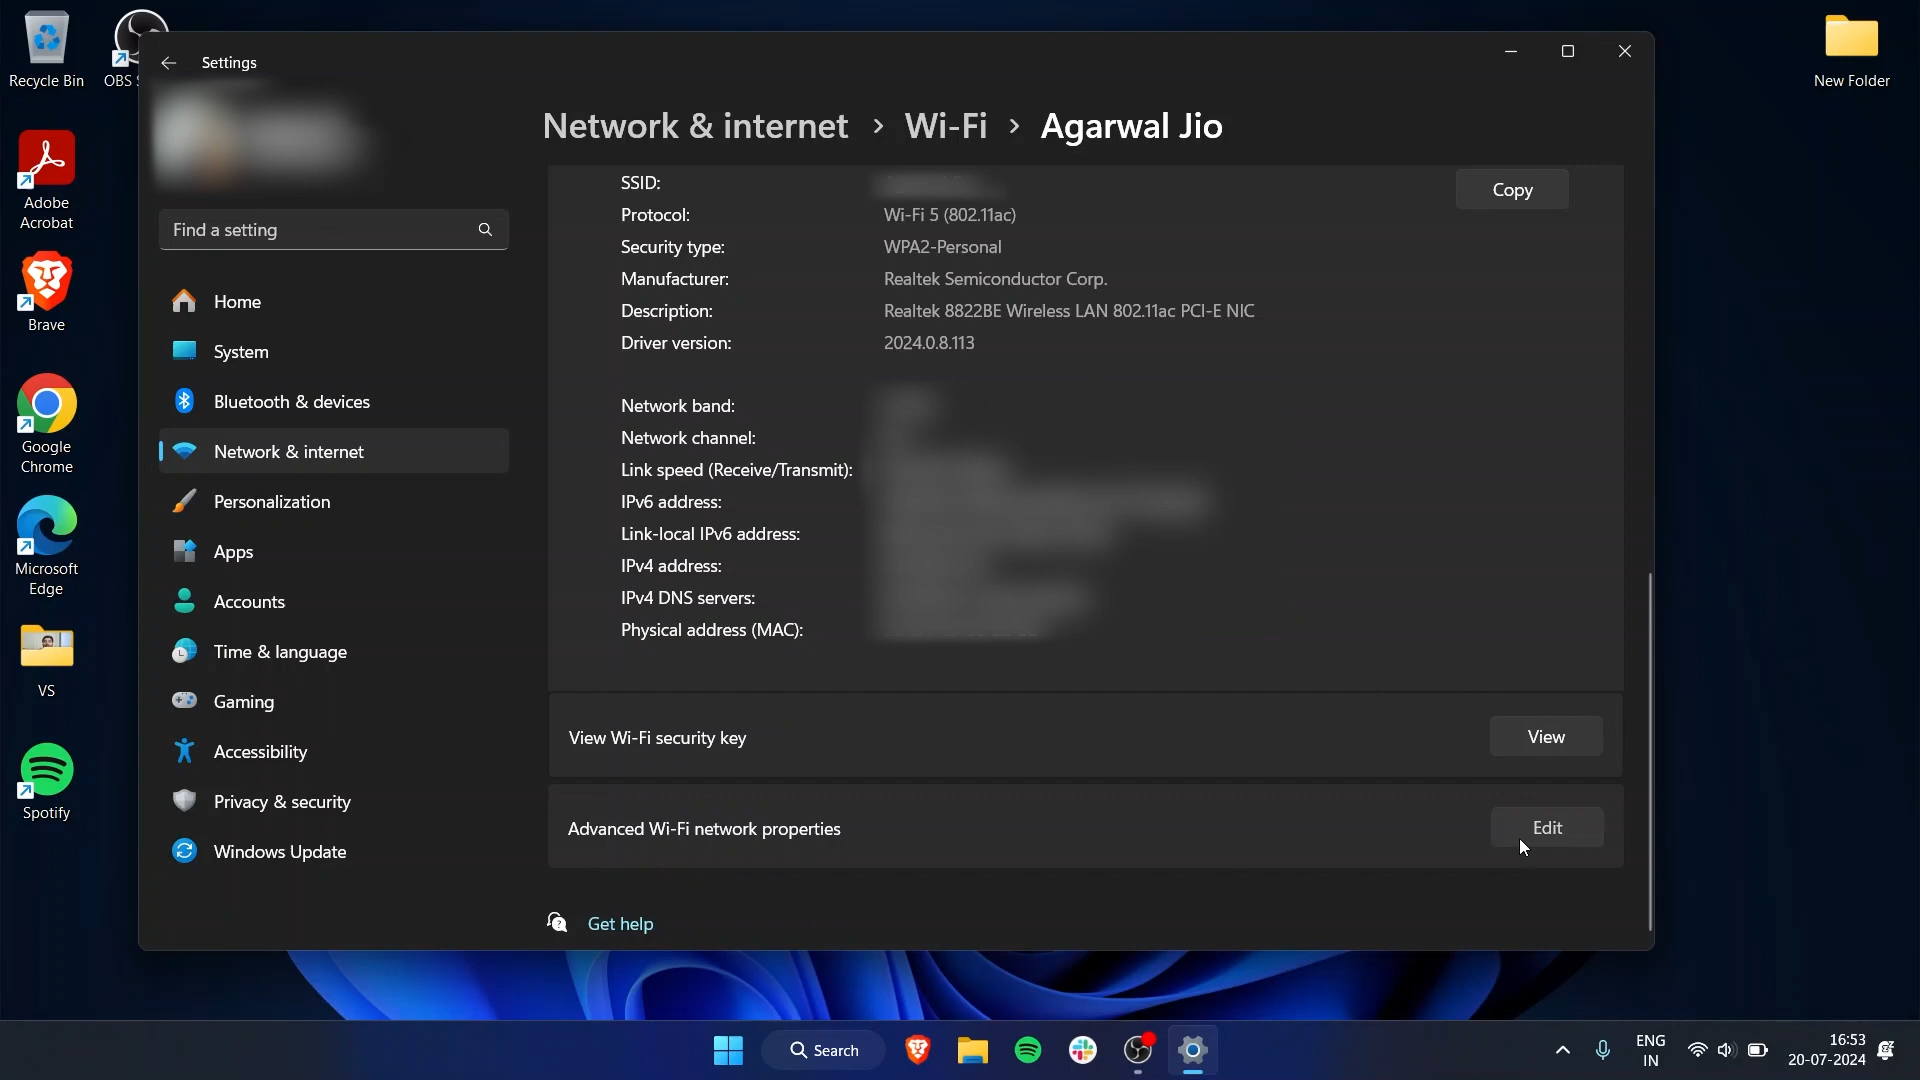 Recycle Bin
OBS S
New Folder
Adobe
Acrobat
Brave
Google
Chrome
Microsoft
Edge
VS
Spotify
Settings
Find a setting
Home
System
Bluetooth & devices
Network & internet
Personalization
Apps
Accounts
Time & language
Gaming
Accessibility
Privacy & security
Windows Update
Network & internet › Wi-Fi › Agarwal Jio
SSID:
Copy
Protocol: Wi-Fi 5 (802.11ac)
Security type: WPA2-Personal
Manufacturer: Realtek Semiconductor Corp.
Description: Realtek 8822BE Wireless LAN 802.11ac PCI-E NIC
Driver version: 2024.0.8.113
Network band:
Network channel:
Link speed (Receive/Transmit):
IPv6 address:
Link-local IPv6 address:
IPv4 address:
IPv4 DNS servers:
Physical address (MAC):
View Wi-Fi security key View
Advanced Wi-Fi network properties Edit
Get help
Search
ENG
IN
16:53
20-07-2024